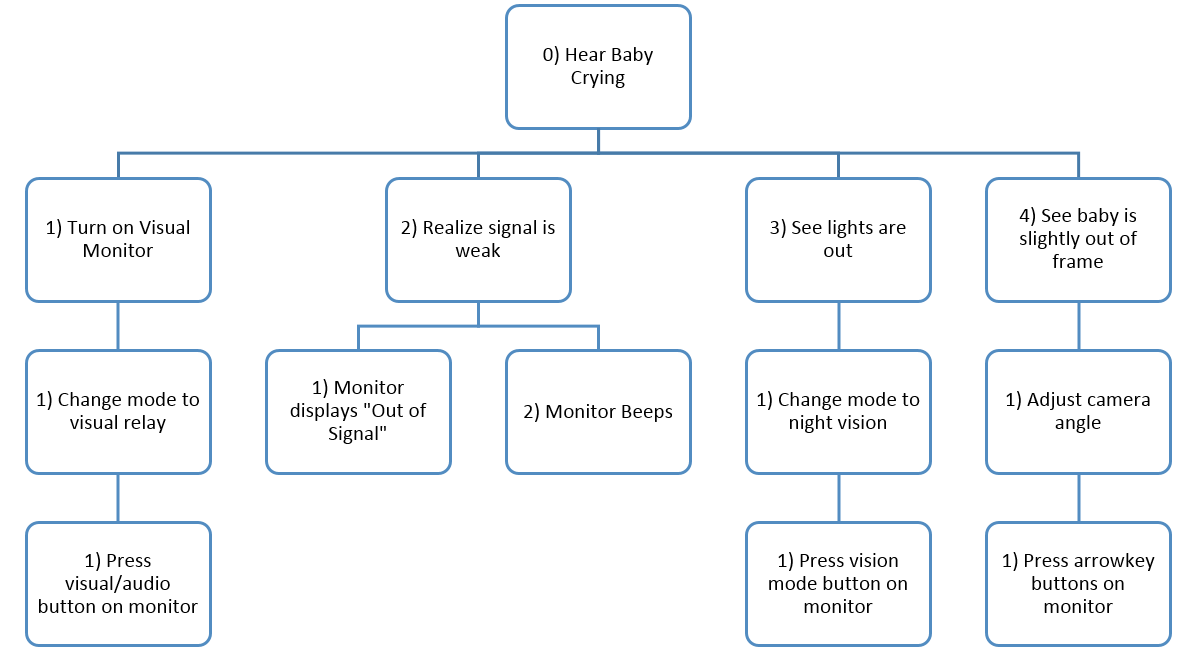 0) Hear Baby
Crying
1) Turn on Visual
Monitor
2) Realize signal is
weak
3) See lights are
out
4) See baby is
slightly out of
frame
1) Change mode to
visual relay
1) Monitor
displays "Out of
Signal"
2) Monitor Beeps
1) Change mode to
night vision
1) Adjust camera
angle
1) Press
visual/audio
button on monitor
1) Press vision
mode button on
monitor
1) Press arrowkey
buttons on
monitor